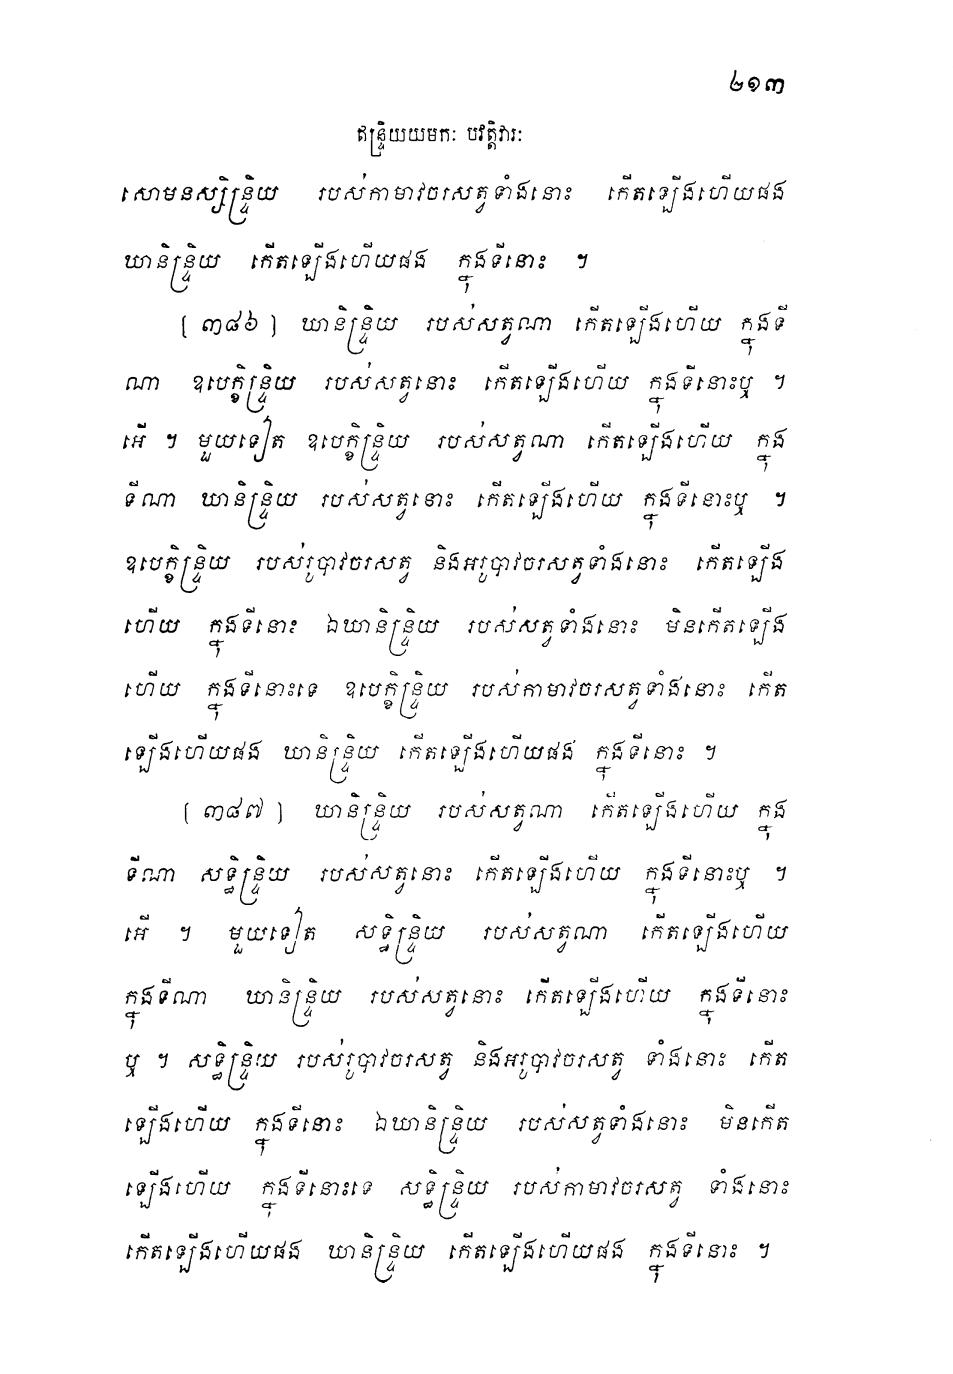 ២១៣
ឥន្ទ្រិយយមកៈ បវត្តិវារៈ
សោមនស្សិន្ទ្រិយ របស់កាមាវចរសត្វទាំងនោះ កើតឡើងហើយផង
ឃានិន្ទ្រិយ កើតឡើងហើយផង ក្នុងទីនោះ ។
[ ៣៨៦ ] ឃានិន្ទ្រិយ របស់សត្វណា កើតឡើងហើយ ក្នុងទី
ណា ឧបេក្ខិន្ទ្រិយ របស់សត្វនោះ កើតឡើងហើយ ក្នុងទីនោះឬ ។
អើ ។ មួយទៀត ឧបេក្ខិន្ទ្រិយ របស់សត្វណា កើតឡើងហើយ ក្នុង
ទីណា ឃានិន្ទ្រិយ របស់សត្វនោះ កើតឡើងហើយ ក្នុងទីនោះឬ ។
ឧបេក្ខិន្ទ្រិយ របស់រូបាវចរសត្វ និងអរូបាវចរសត្វទាំងនោះ កើតឡើង
ហើយ ក្នុងទីនោះ ឯឃានិន្ទ្រិយ របស់សត្វទាំងនោះ មិនកើតឡើង
ហើយ ក្នុងទីនោះទេ ឧបេក្ខិន្ទ្រិយ របស់កាមាវចរសត្វទាំងនោះ កើត
ឡើងហើយផង ឃានិន្ទ្រិយ កើតឡើងហើយផង ក្នុងទីនោះ ។
[ ៣៨៧ ] ឃានិន្ទ្រិយ របស់សត្វណា កើតឡើងហើយ ក្នុង
ទីណា សទ្ធិន្ទ្រិយ របស់សត្វនោះ កើតឡើងហើយ ក្នុងទីនោះឬ ។
អើ ។ មួយទៀត សទ្ធិន្ទ្រិយ របស់សត្វណា កើតឡើងហើយ
ក្នុងទីណា ឃានិន្ទ្រិយ របស់សត្វនោះ កើតឡើងហើយ ក្នុងទីនោះ
ឬ ។ សទ្ធិន្ទ្រិយ របស់រូបាវចរសត្វ និងអរូបាវចរសត្វ ទាំងនោះ កើត
ឡើងហើយ ក្នុងទីនោះ ឯឃានិន្ទ្រិយ របស់សត្វទាំងនោះ មិនកើត
ឡើងហើយ ក្នុងទីនោះទេ សទ្ធិន្ទ្រិយ របស់កាមាវចរសត្វ ទាំងនោះ
កើតឡើងហើយផង ឃានិន្ទ្រិយ កើតឡើងហើយផង ក្នុងទីនោះ ។